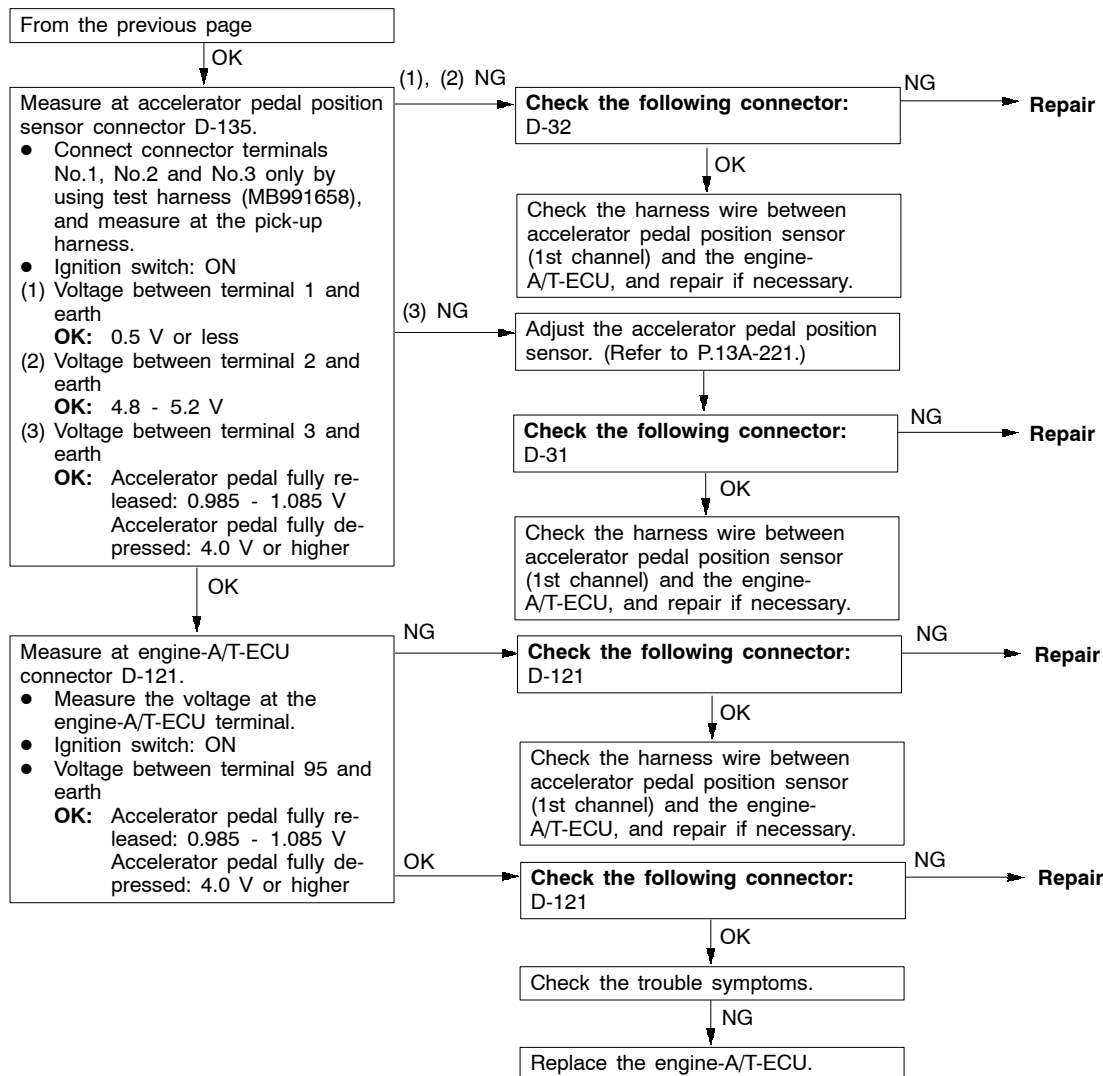 From the previous page
OK
Measure at accelerator pedal position
sensor connector D-135.
● Connect connector terminals
No.1, No.2 and No.3 only by
using test harness (MB991658),
and measure at the pick-up
harness.
● Ignition switch: ON
(1) Voltage between terminal 1 and
earth
OK: 0.5 V or less
(2) Voltage between terminal 2 and
earth
OK: 4.8 - 5.2 V
(3) Voltage between terminal 3 and
earth
OK: Accelerator pedal fully re-
leased: 0.985 - 1.085 V
Accelerator pedal fully de-
pressed: 4.0 V or higher
(1), (2) NG
Check the following connector:
D-32
NG
Repair
OK
Check the harness wire between
accelerator pedal position sensor
(1st channel) and the engine-
A/T-ECU, and repair if necessary.
(3) NG
Adjust the accelerator pedal position
sensor. (Refer to P.13A-221.)
Check the following connector:
D-31
NG
Repair
OK
Check the harness wire between
accelerator pedal position sensor
(1st channel) and the engine-
A/T-ECU, and repair if necessary.
OK
Measure at engine-A/T-ECU
connector D-121.
● Measure the voltage at the
engine-A/T-ECU terminal.
● Ignition switch: ON
● Voltage between terminal 95 and
earth
OK: Accelerator pedal fully re-
leased: 0.985 - 1.085 V
Accelerator pedal fully de-
pressed: 4.0 V or higher
NG
Check the following connector:
D-121
NG
Repair
OK
Check the harness wire between
accelerator pedal position sensor
(1st channel) and the engine-
A/T-ECU, and repair if necessary.
OK
Check the following connector:
D-121
NG
Repair
OK
Check the trouble symptoms.
NG
Replace the engine-A/T-ECU.